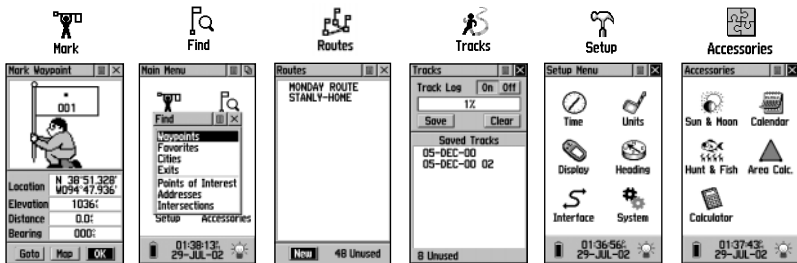 Mark
Find
Routes
Tracks
Setup
Accessories
Mark Waypoint
001
Location
N 38°51.328'
W094°47.936'
Elevation
1036
Distance
0.0
Bearing
000
Goto Map OK
Main Menu
Find
Waypoints
Favorites
Cities
Exits
Points of Interest
Addresses
Intersections
Setup Accessories
01:38:13
29-JUL-02
Routes
MONDAY ROUTE
STANLY-HOME
New 48 Unused
Tracks
Track Log On Off
1%
Save Clear
Saved Tracks
05-DEC-00
05-DEC-00 02
8 Unused
Setup Menu
Time Units
Display Heading
Interface System
01:36:56
29-JUL-02
Accessories
Sun & Moon Calendar
Hunt & Fish Area Calc.
Calculator
01:37:43
29-JUL-02